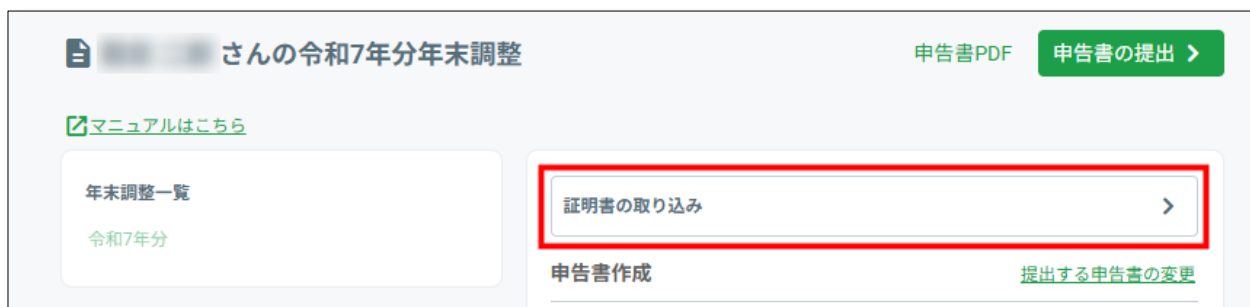 さんの令和7年分年末調整
申告書PDF
申告書の提出
マニュアルはこちら
年末調整一覧
令和7年分
証明書の取り込み
申告書作成
提出する申告書の変更